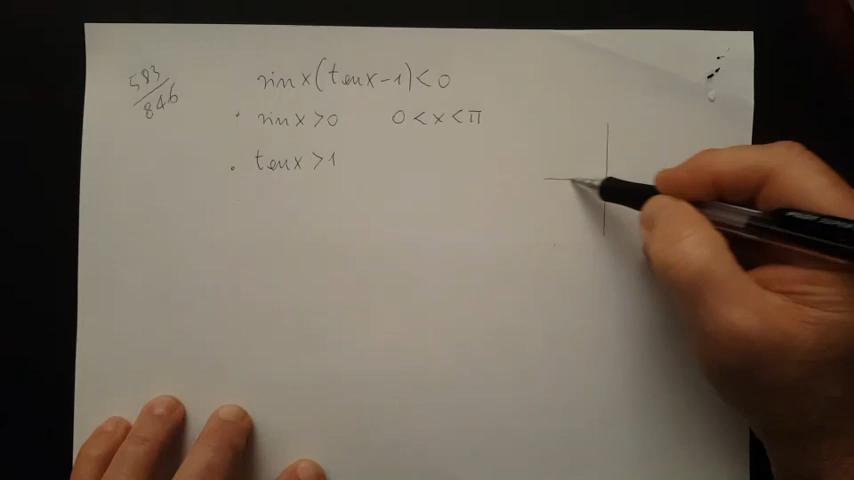 583/846
sin x (tan x - 1) < 0
· sin x > 0 0 < x < π
· tan x > 1